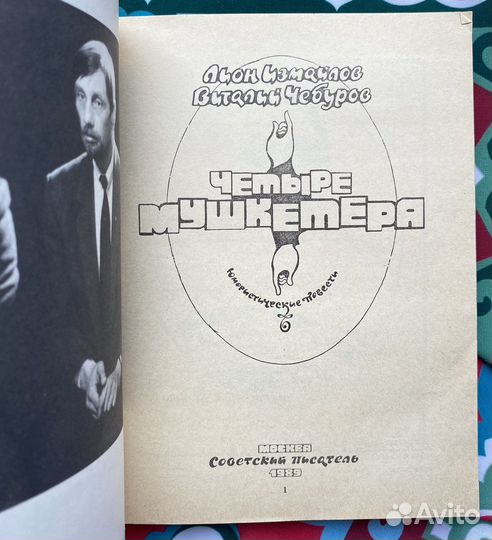 Лион Измайлов
Виталий Чебуров
ЧЕТЫРЕ
МУШКЕТЕРА
Юмористические повести
МОСКВА
Советский писатель
1989
1
Avito